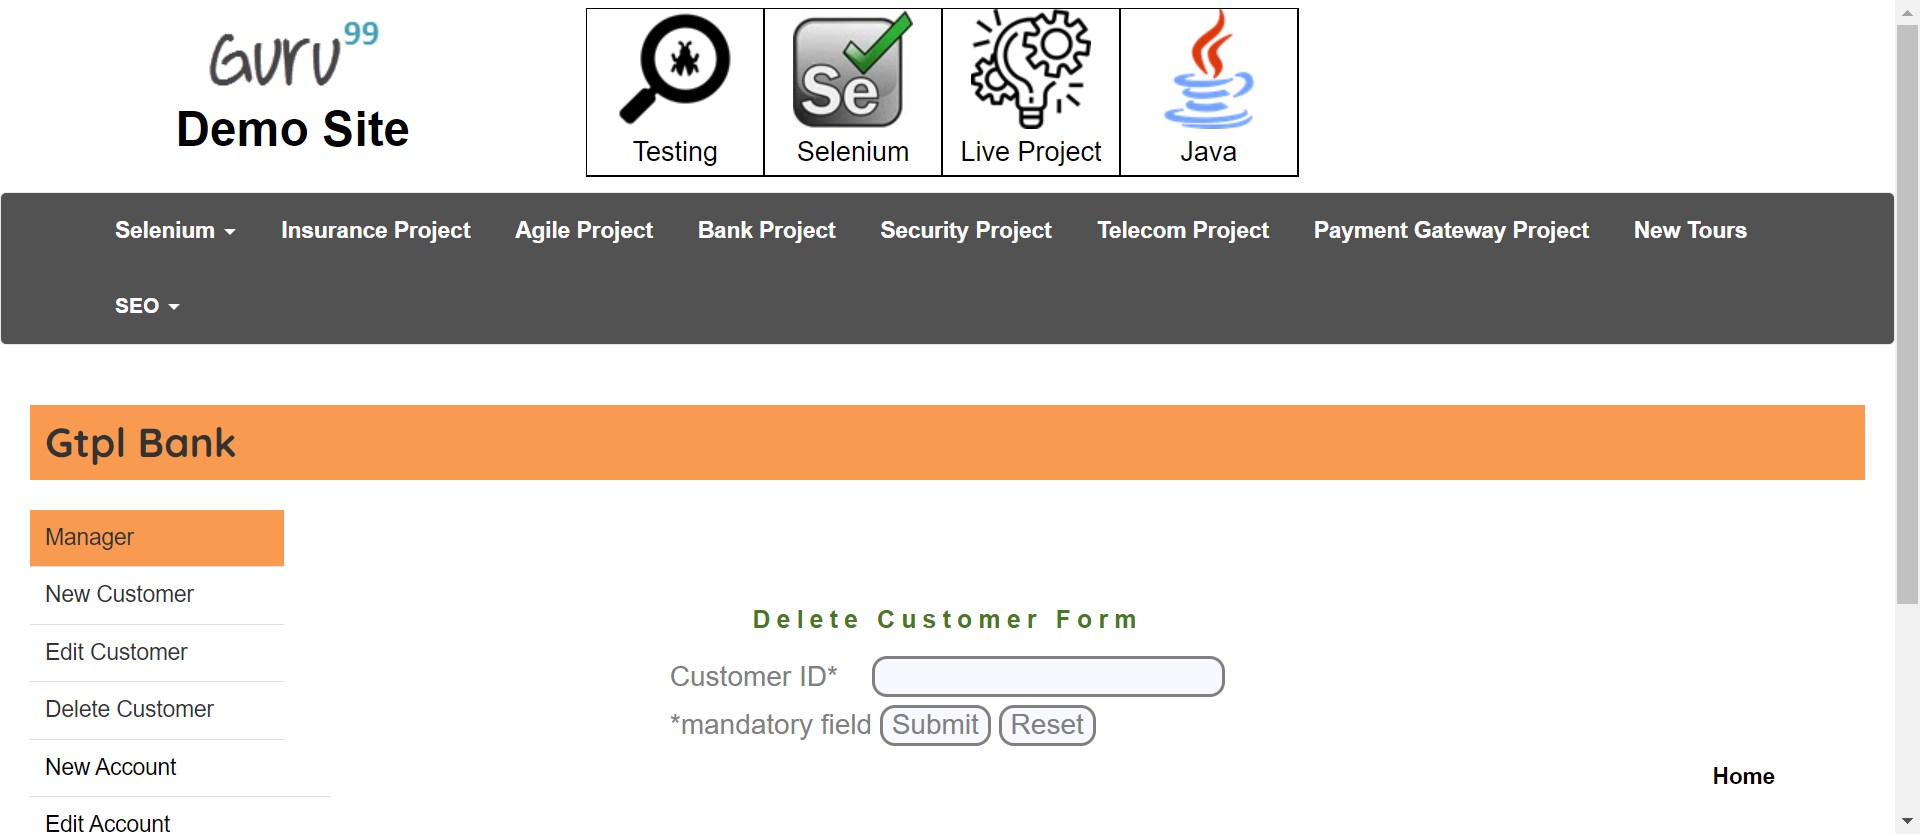 Guru99
Demo Site
Se
Testing
Selenium
Live Project
Java
Selenium
Insurance Project
Agile Project
Bank Project
Security Project
Telecom Project
Payment Gateway Project
New Tours
SEO
Gtpl Bank
Manager
New Customer
Edit Customer
Delete Customer
New Account
Edit Account
Delete Customer Form
Customer ID*
*mandatory field Submit Reset
Home